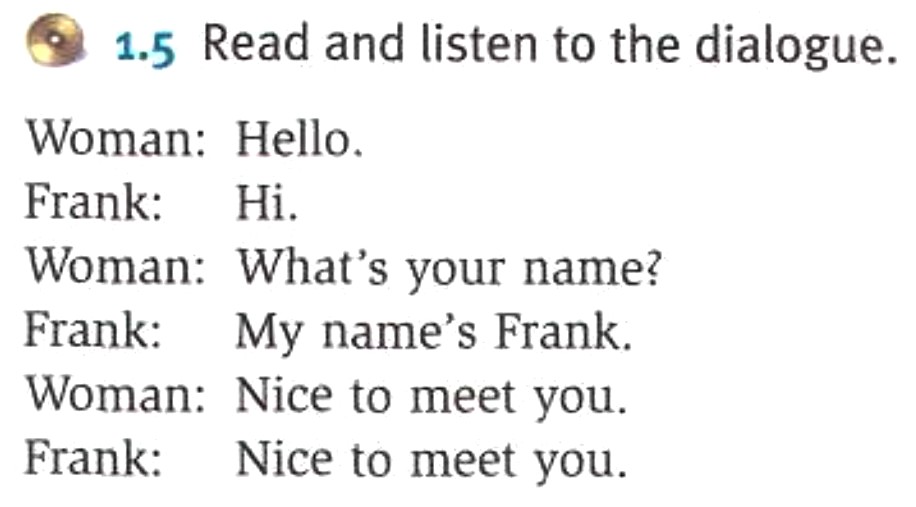 1.5 Read and listen to the dialogue.
Woman: Hello.
Frank: Hi.
Woman: What's your name?
Frank: My name's Frank.
Woman: Nice to meet you.
Frank: Nice to meet you.